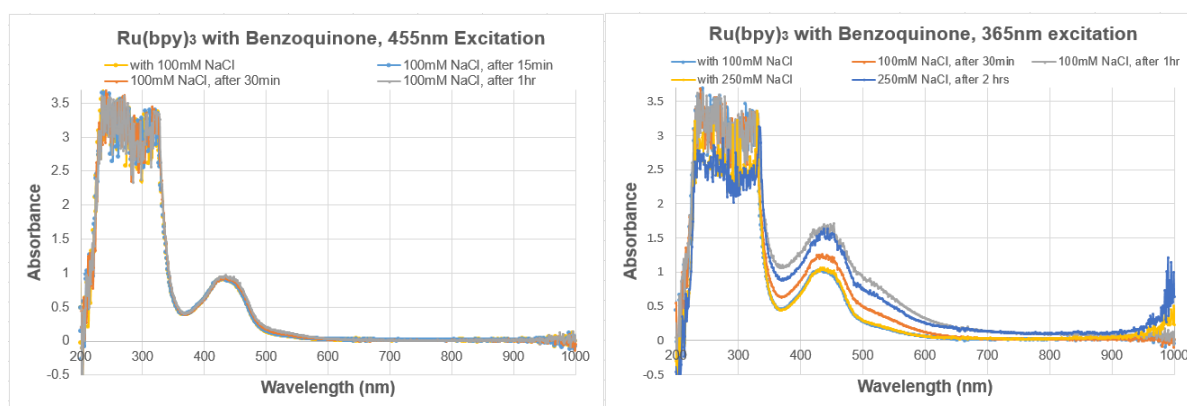 Ru(bpy)₃ with Benzoquinone, 455nm Excitation
with 100mM NaCl
100mM NaCl, after 15min
100mM NaCl, after 30min
100mM NaCl, after 1hr
Absorbance
3.5
3
2.5
2
1.5
1
0.5
0
-0.5
200 300 400 500 600 700 800 900 1000
Wavelength (nm)
Ru(bpy)₃ with Benzoquinone, 365nm excitation
with 100mM NaCl
100mM NaCl, after 30min
100mM NaCl, after 1hr
with 250mM NaCl
250mM NaCl, after 2 hrs
Absorbance
3.5
3
2.5
2
1.5
1
0.5
0
-0.5
200 300 400 500 600 700 800 900 1000
Wavelength (nm)